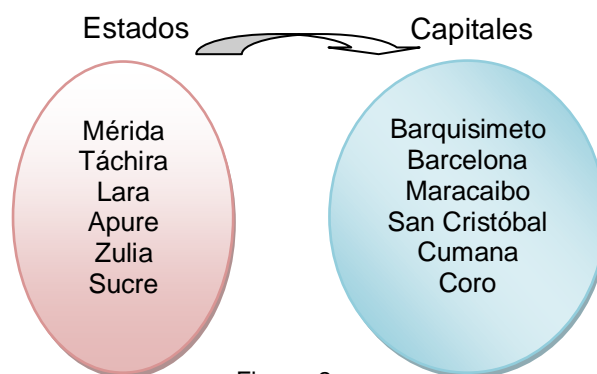 Estados
Capitales
Mérida
Táchira
Lara
Apure
Zulia
Sucre
Barquisimeto
Barcelona
Maracaibo
San Cristóbal
Cumana
Coro